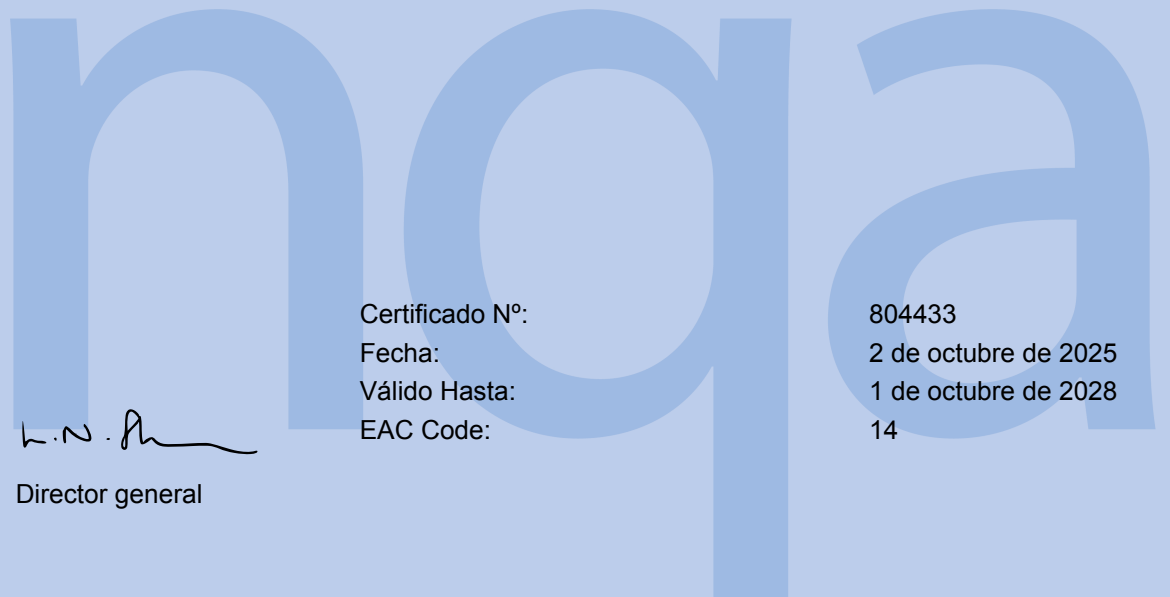 nqa
Certificado Nº: 804433
Fecha: 2 de octubre de 2025
Válido Hasta: 1 de octubre de 2028
EAC Code: 14
Director general